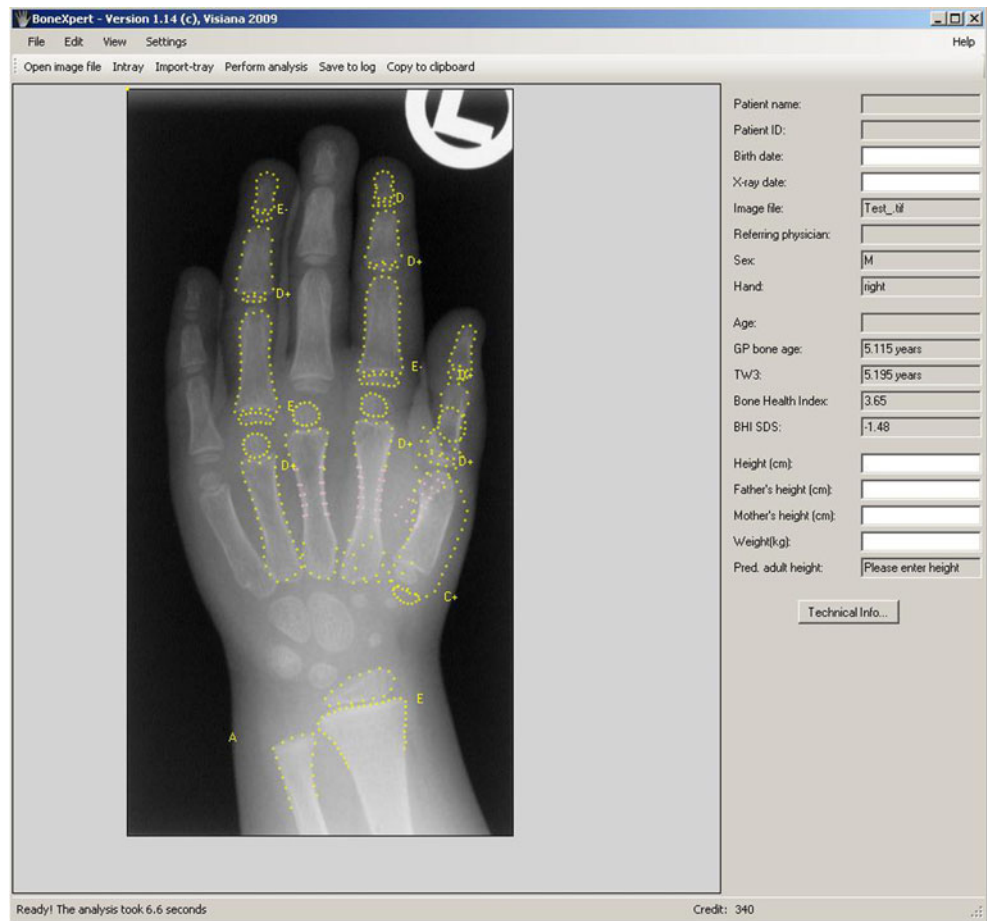 BoneXpert - Version 1.14 (c), Visiana 2009
File Edit View Settings Help
Open image file Intray Import-tray Perform analysis Save to log Copy to clipboard
L
E-
D
D+
D+
E-
D+
E
D+
D+
D+
C+
E
A
Patient name:
Patient ID:
Birth date:
X-ray date:
Image file: Test_.tif
Referring physician:
Sex: M
Hand: right
Age:
GP bone age: 5.115 years
TW3: 5.195 years
Bone Health Index: 3.65
BHI SDS: -1.48
Height (cm):
Father's height (cm):
Mother's height (cm):
Weight(kg):
Pred. adult height: Please enter height
Technical Info...
Ready! The analysis took 6.6 seconds
Credit: 340